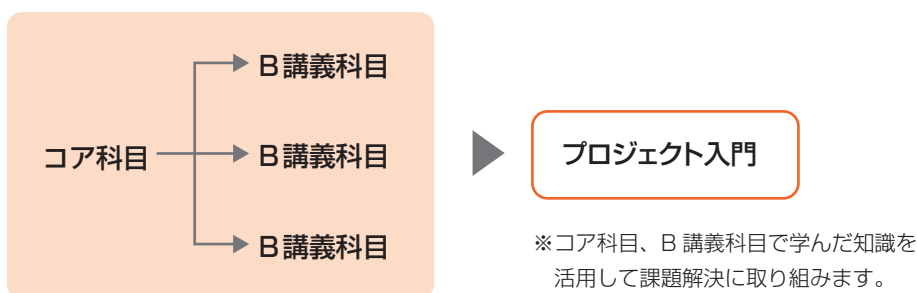 B講義科目
コア科目
B講義科目
B講義科目
プロジェクト入門
※コア科目、B 講義科目で学んだ知識を
活用して課題解決に取り組みます。